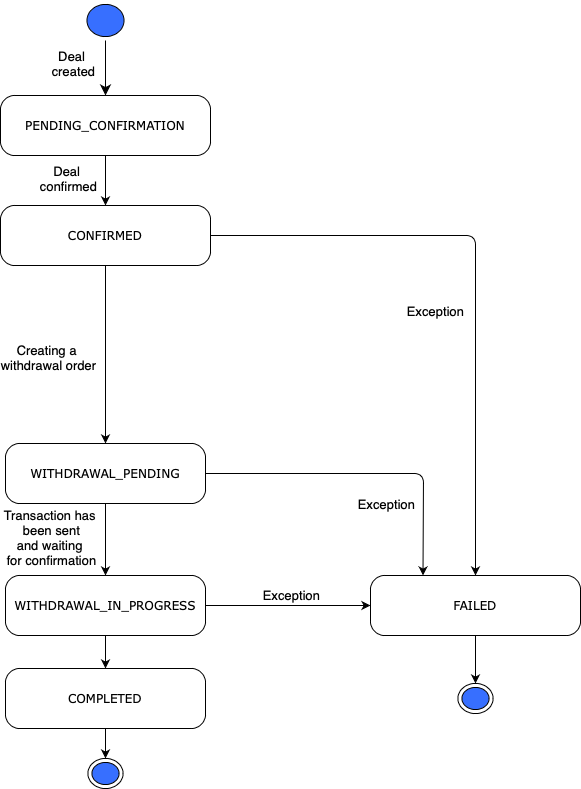 Deal
created
PENDING_CONFIRMATION
Deal
confirmed
CONFIRMED
Exception
Creating a
withdrawal order
WITHDRAWAL_PENDING
Exception
Transaction has
been sent
and waiting
for confirmation
WITHDRAWAL_IN_PROGRESS
Exception
FAILED
COMPLETED